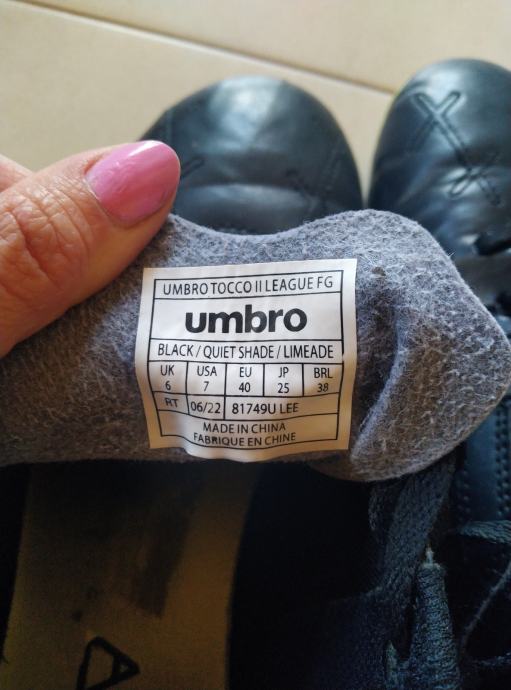 UMBRO TOCCO II LEAGUE FG
umbro
BLACK / QUIET SHADE / LIMEADE
UK USA EU JP BRL
6 7 40 25 38
RT 06/22 81749U LEE
MADE IN CHINA
FABRIQUE EN CHINE